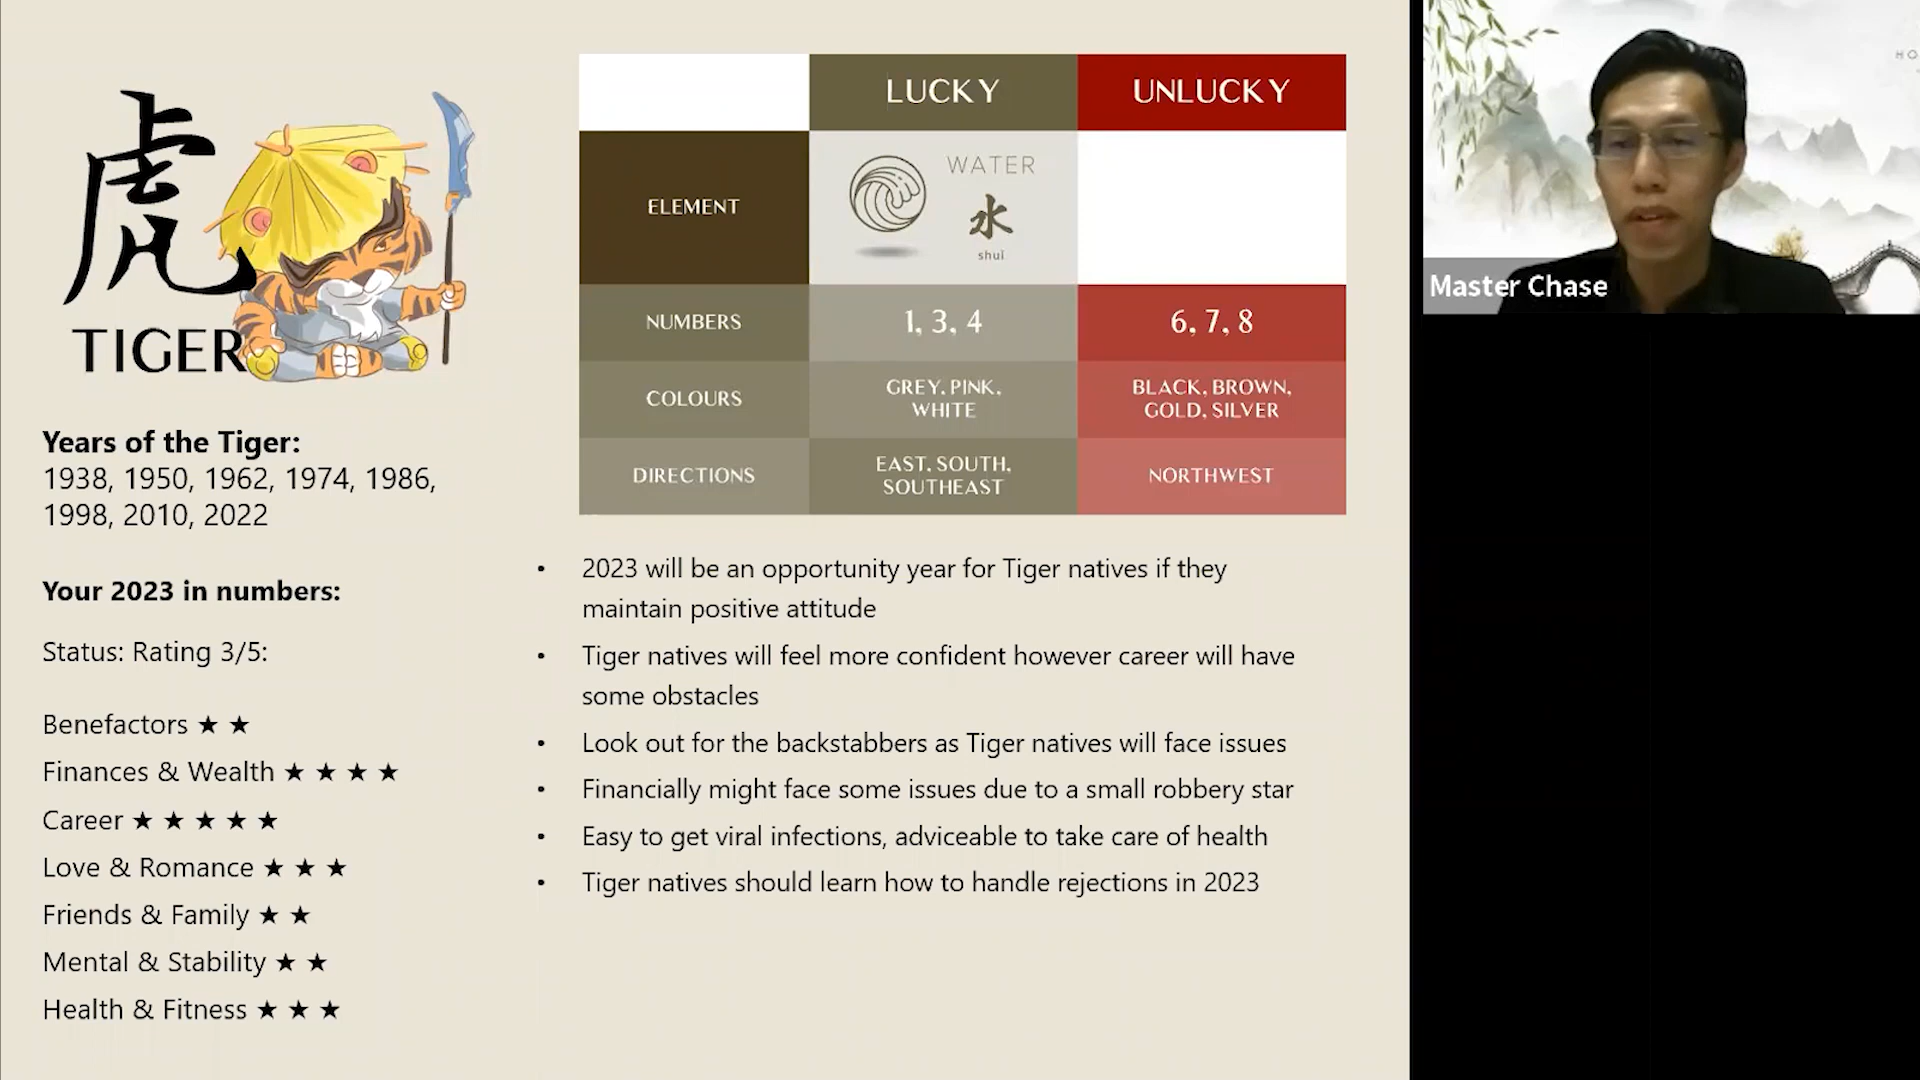 虎
TIGER
Years of the Tiger:
1938, 1950, 1962, 1974, 1986,
1998, 2010, 2022
Your 2023 in numbers:
Status: Rating 3/5:
Benefactors ★ ★
Finances & Wealth ★ ★ ★ ★
Career ★ ★ ★ ★ ★
Love & Romance ★ ★ ★
Friends & Family ★ ★
Mental & Stability ★ ★
Health & Fitness ★ ★ ★
LUCKY
UNLUCKY
ELEMENT
WATER
水
shuǐ
NUMBERS
1, 3, 4
6, 7, 8
COLOURS
GREY, PINK,
WHITE
BLACK, BROWN,
GOLD, SILVER
DIRECTIONS
EAST, SOUTH,
SOUTHEAST
NORTHWEST
• 2023 will be an opportunity year for Tiger natives if they
maintain positive attitude
• Tiger natives will feel more confident however career will have
some obstacles
• Look out for the backstabbers as Tiger natives will face issues
• Financially might face some issues due to a small robbery star
• Easy to get viral infections, adviceable to take care of health
• Tiger natives should learn how to handle rejections in 2023
HO
Master Chase